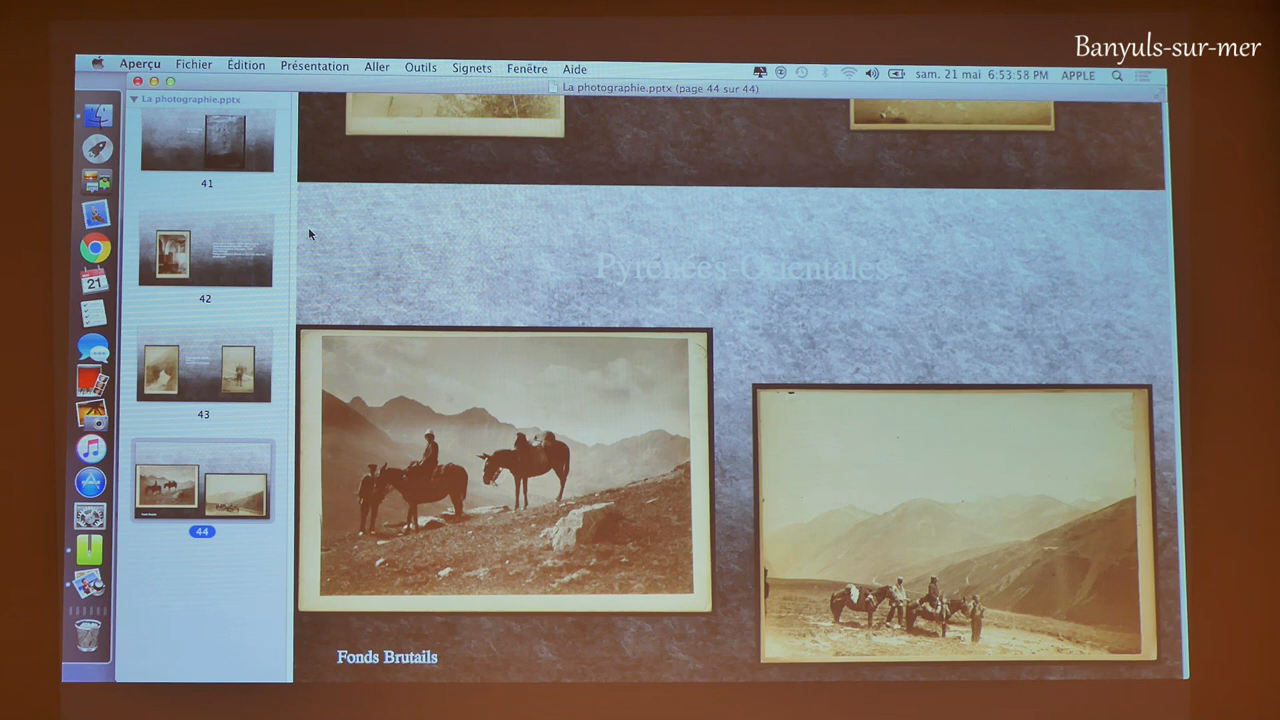 Banyuls-sur-mer
Aperçu Fichier Édition Présentation Aller Outils Signets Fenêtre Aide sam. 21 mai 6:53:58 PM APPLE
La photographie.pptx (page 44 sur 44)
La photographie.pptx
41
42
43
44
21
Pyrénées Orientales
Fonds Brutails